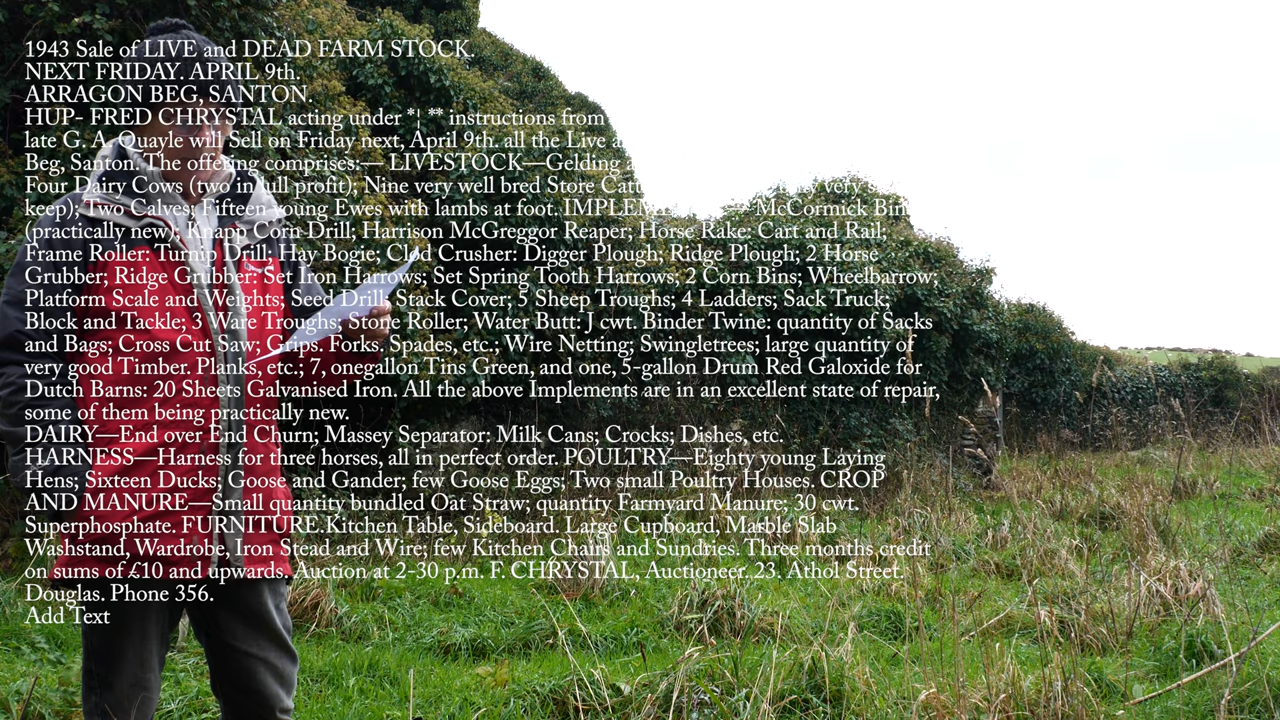 1943 Sale of LIVE and DEAD FARM STOCK.
NEXT FRIDAY. APRIL 9th.
ARRAGON BEG, SANTON.
HUP- FRED CHRYSTAL acting under *| ** instructions from
late G. A. Quayle will Sell on Friday next, April 9th. all the Live
Beg, Santon. The offering comprises:— LIVESTOCK—Gelding
Four Dairy Cows (two in full profit); Nine very well bred Store very
keep); Two Calves; Fifteen young Ewes with lambs at foot. McCormick
(practically new); Knapp Corn Drill; Harrison McGreggor Reaper; Horse Rake: Cart and Rail;
Frame Roller: Turnip Drill; Hay Bogie; Clod Crusher: Digger Plough; Ridge Plough; 2 Horse
Grubber; Ridge Grubber: Set Iron Harrows; Set Spring Tooth Harrows; 2 Corn Bins; Wheelbarrow;
Platform Scale and Weights; Seed Drill; Stack Cover; 5 Sheep Troughs; 4 Ladders; Sack Truck;
Block and Tackle; 3 Ware Troughs; Stone Roller; Water Butt: J cwt. Binder Twine: quantity of Sacks
and Bags; Cross Cut Saw; Grips. Forks. Spades, etc.; Wire Netting; Swingletrees; large quantity of
very good Timber. Planks, etc.; 7, onegallon Tins Green, and one, 5-gallon Drum Red Galoxide for
Dutch Barns: 20 Sheets Galvanised Iron. All the above Implements are in an excellent state of repair,
some of them being practically new.
DAIRY—End over End Churn; Massey Separator: Milk Cans; Crocks; Dishes, etc.
HARNESS—Harness for three horses, all in perfect order. POULTRY—Eighty young Laying
Hens; Sixteen Ducks; Goose and Gander; few Goose Eggs; Two small Poultry Houses. CROP
AND MANURE—Small quantity bundled Oat Straw; quantity Farmyard Manure; 30 cwt.
Superphosphate. FURNITURE.Kitchen Table, Sideboard. Large Cupboard, Marble Slab
Washstand, Wardrobe, Iron Stead and Wire; few Kitchen Chairs and Sundries. Three months,credit
on sums of £10 and upwards. Auction at 2-30 p.m. F. CHRYSTAL, Auctioneer. 23. Athol Street.
Douglas. Phone 356.
Add Text